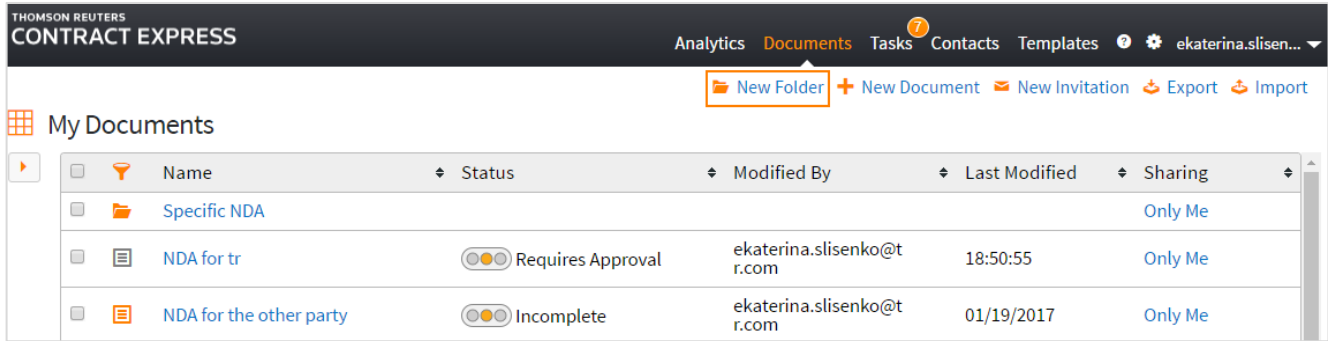 THOMSON REUTERS
CONTRACT EXPRESS
Analytics Documents Tasks 7 Contacts Templates ? ekaterina.slisen...
New Folder New Document New Invitation Export Import
My Documents
Name Status Modified By Last Modified Sharing
Specific NDA Only Me
NDA for tr Requires Approval ekaterina.slisenko@t
r.com 18:50:55 Only Me
NDA for the other party Incomplete ekaterina.slisenko@t
r.com 01/19/2017 Only Me